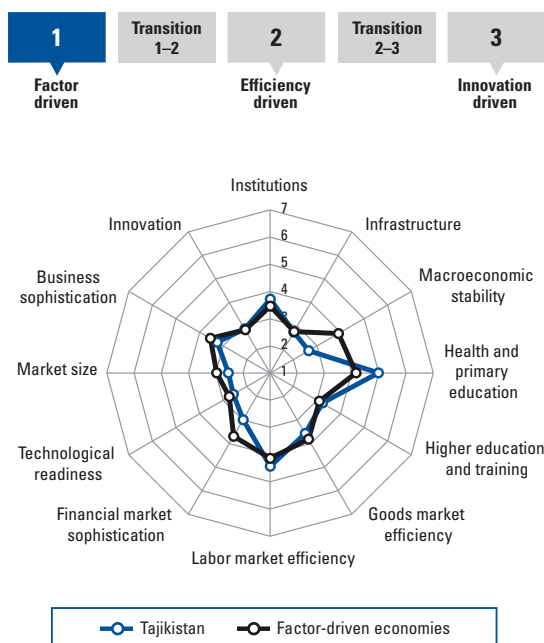 1
Transition
1–2
2
Transition
2–3
3
Factor
driven
Efficiency
driven
Innovation
driven
Institutions
7
Innovation
Infrastructure
6
5
Business
sophistication
Macroeconomic
stability
4
3
2
Market size
1
Health and
primary
education
Technological
readiness
Higher education
and training
Financial market
sophistication
Goods market
efficiency
Labor market efficiency
Tajikistan
Factor-driven economies